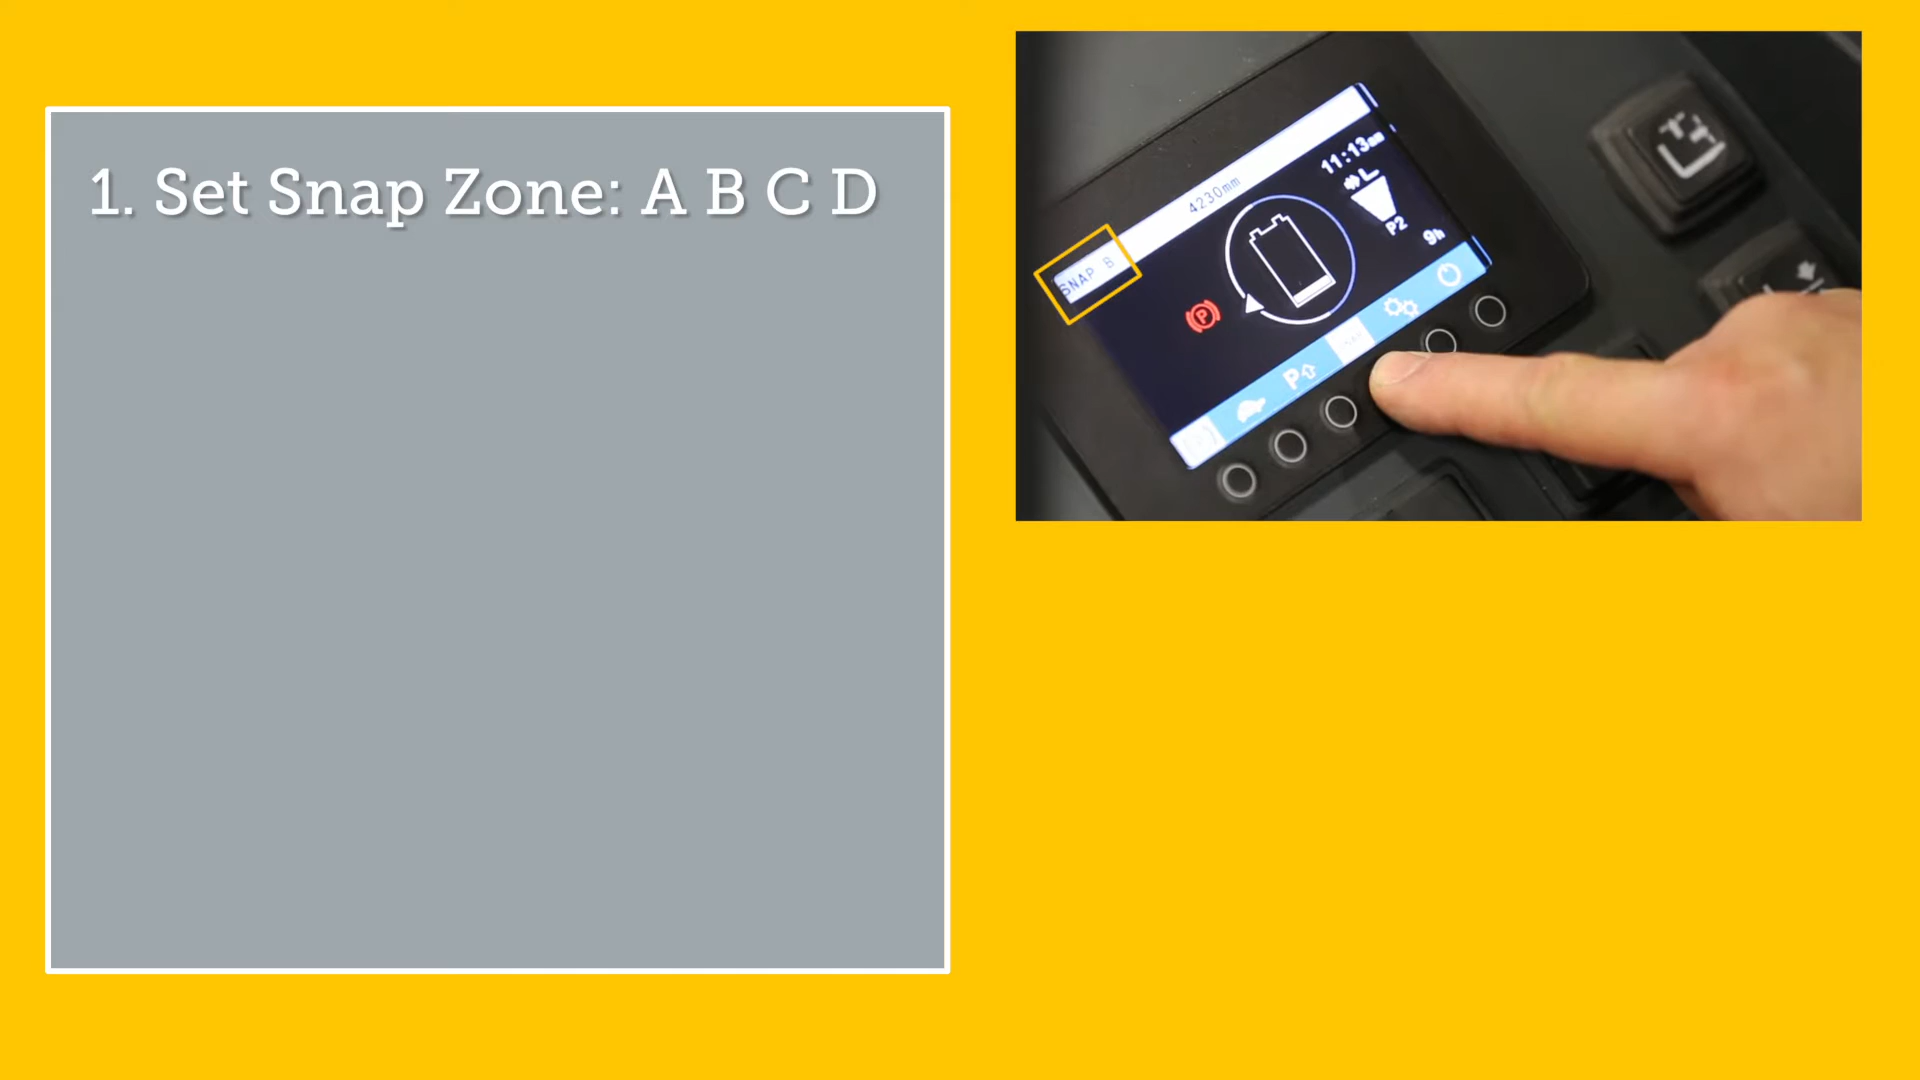 1. Set Snap Zone: A B C D
SNAP B
4230mm
11:13am
P2
9h
P
P